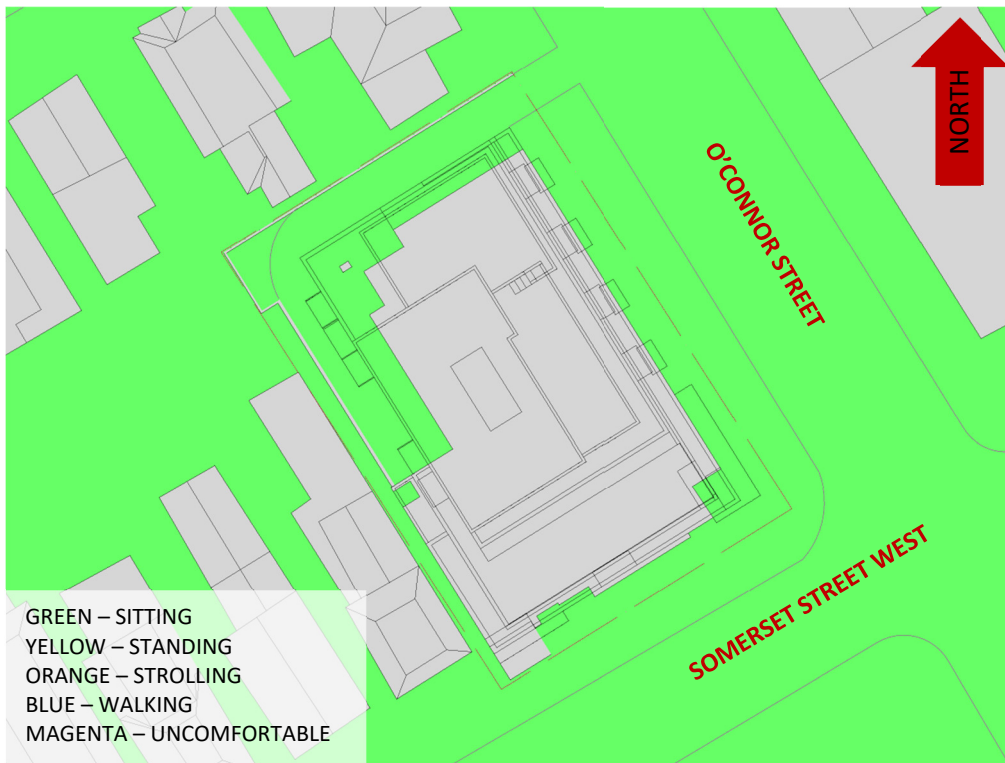 NORTH
O'CONNOR STREET
SOMERSET STREET WEST
GREEN – SITTING
YELLOW – STANDING
ORANGE – STROLLING
BLUE – WALKING
MAGENTA – UNCOMFORTABLE